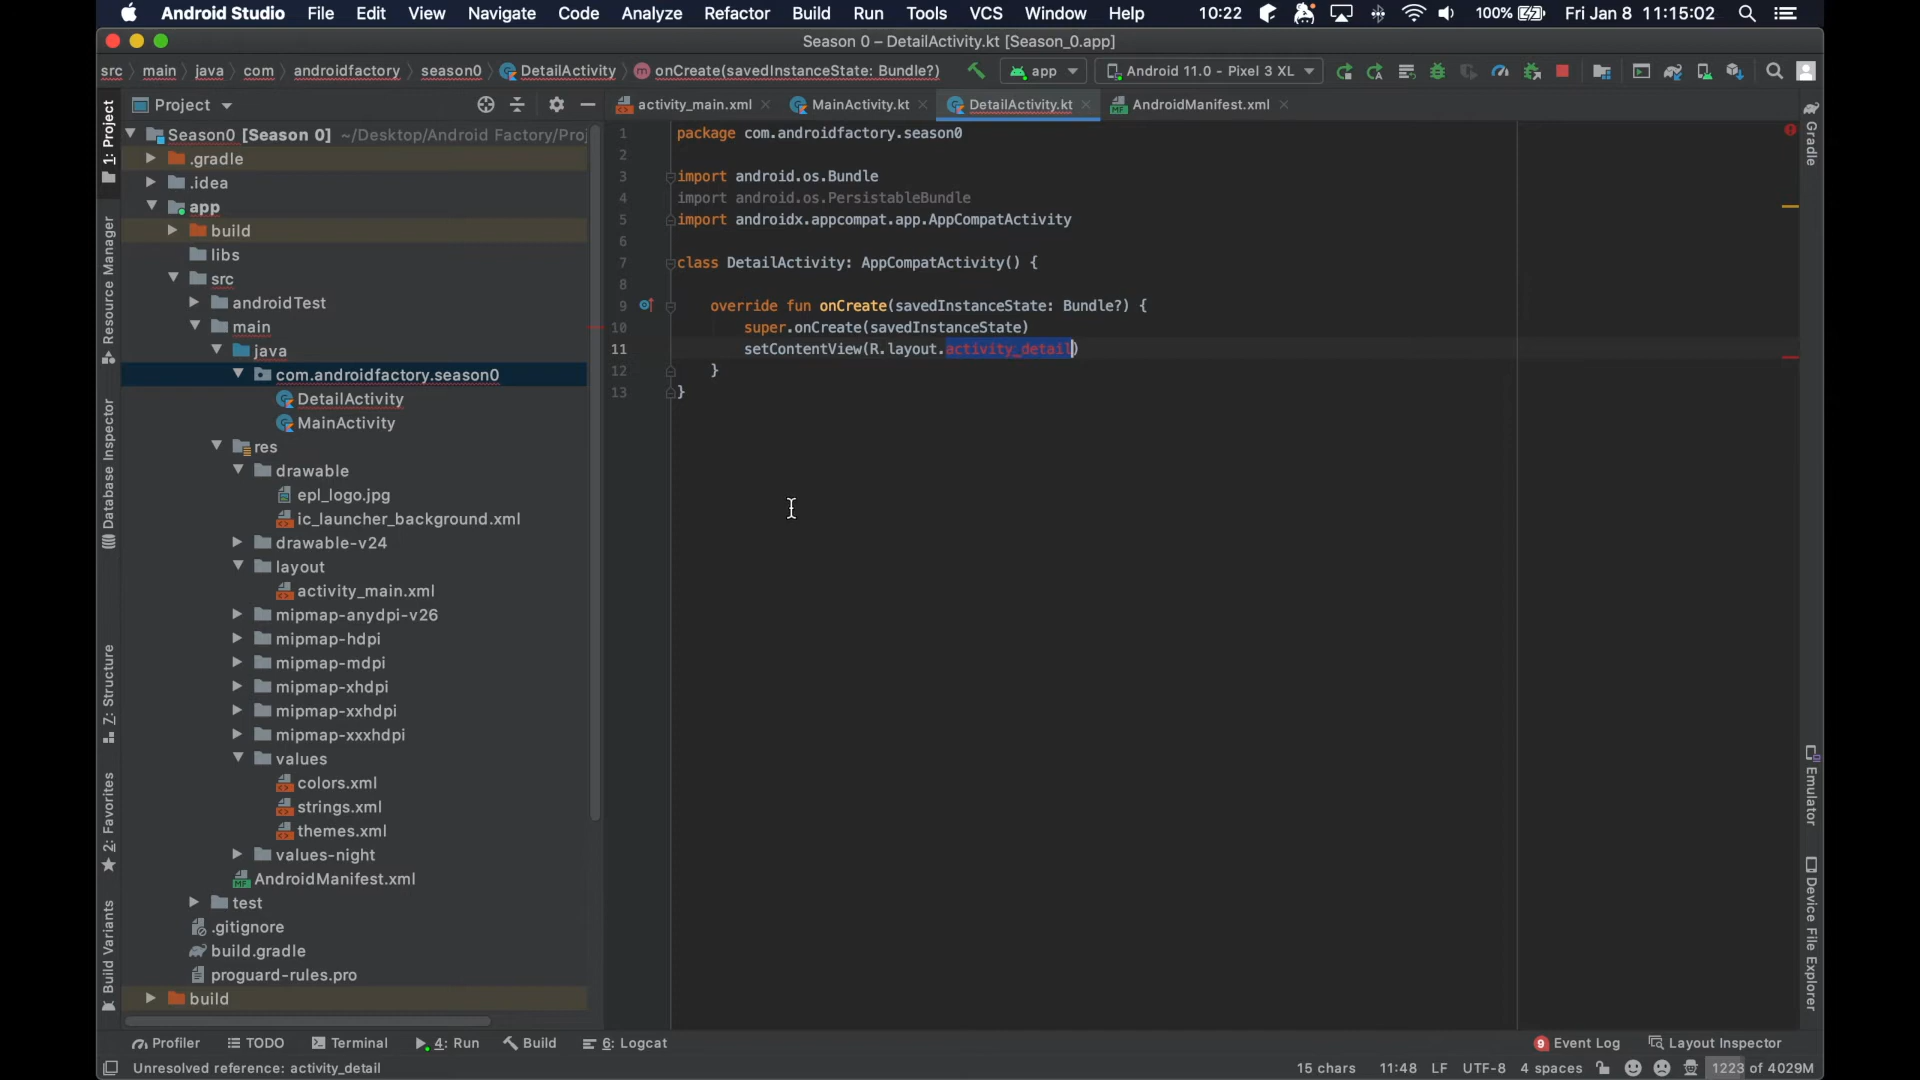 Android Studio File Edit View Navigate Code Analyze Refactor Build Run Tools VCS Window Help 10:22 100% Fri Jan 8 11:15:02
Season 0 – DetailActivity.kt [Season_0.app]
src main java com androidfactory season0 DetailActivity onCreate(savedInstanceState: Bundle?) app Android 11.0 - Pixel 3 XL
Project
activity_main.xml MainActivity.kt DetailActivity.kt AndroidManifest.xml
1: Project
Resource Manager
Database Inspector
Z: Structure
2: Favorites
Build Variants
Season0 [Season 0] ~/Desktop/Android Factory/Proj
.gradle
.idea
app
build
libs
src
androidTest
main
java
com.androidfactory.season0
DetailActivity
MainActivity
res
drawable
epl_logo.jpg
ic_launcher_background.xml
drawable-v24
layout
activity_main.xml
mipmap-anydpi-v26
mipmap-hdpi
mipmap-mdpi
mipmap-xhdpi
mipmap-xxhdpi
mipmap-xxxhdpi
values
colors.xml
strings.xml
themes.xml
values-night
AndroidManifest.xml
test
.gitignore
build.gradle
proguard-rules.pro
build
1 package com.androidfactory.season0
2
3 import android.os.Bundle
4 import android.os.PersistableBundle
5 import androidx.appcompat.app.AppCompatActivity
6
7 class DetailActivity: AppCompatActivity() {
8
9 override fun onCreate(savedInstanceState: Bundle?) {
10 super.onCreate(savedInstanceState)
11 setContentView(R.layout.activity_detail)
12 }
13 }
Gradle
Emulator
Device File Explorer
Profiler TODO Terminal 4: Run Build 6: Logcat 9 Event Log Layout Inspector
Unresolved reference: activity_detail 15 chars 11:48 LF UTF-8 4 spaces 1223 of 4029M